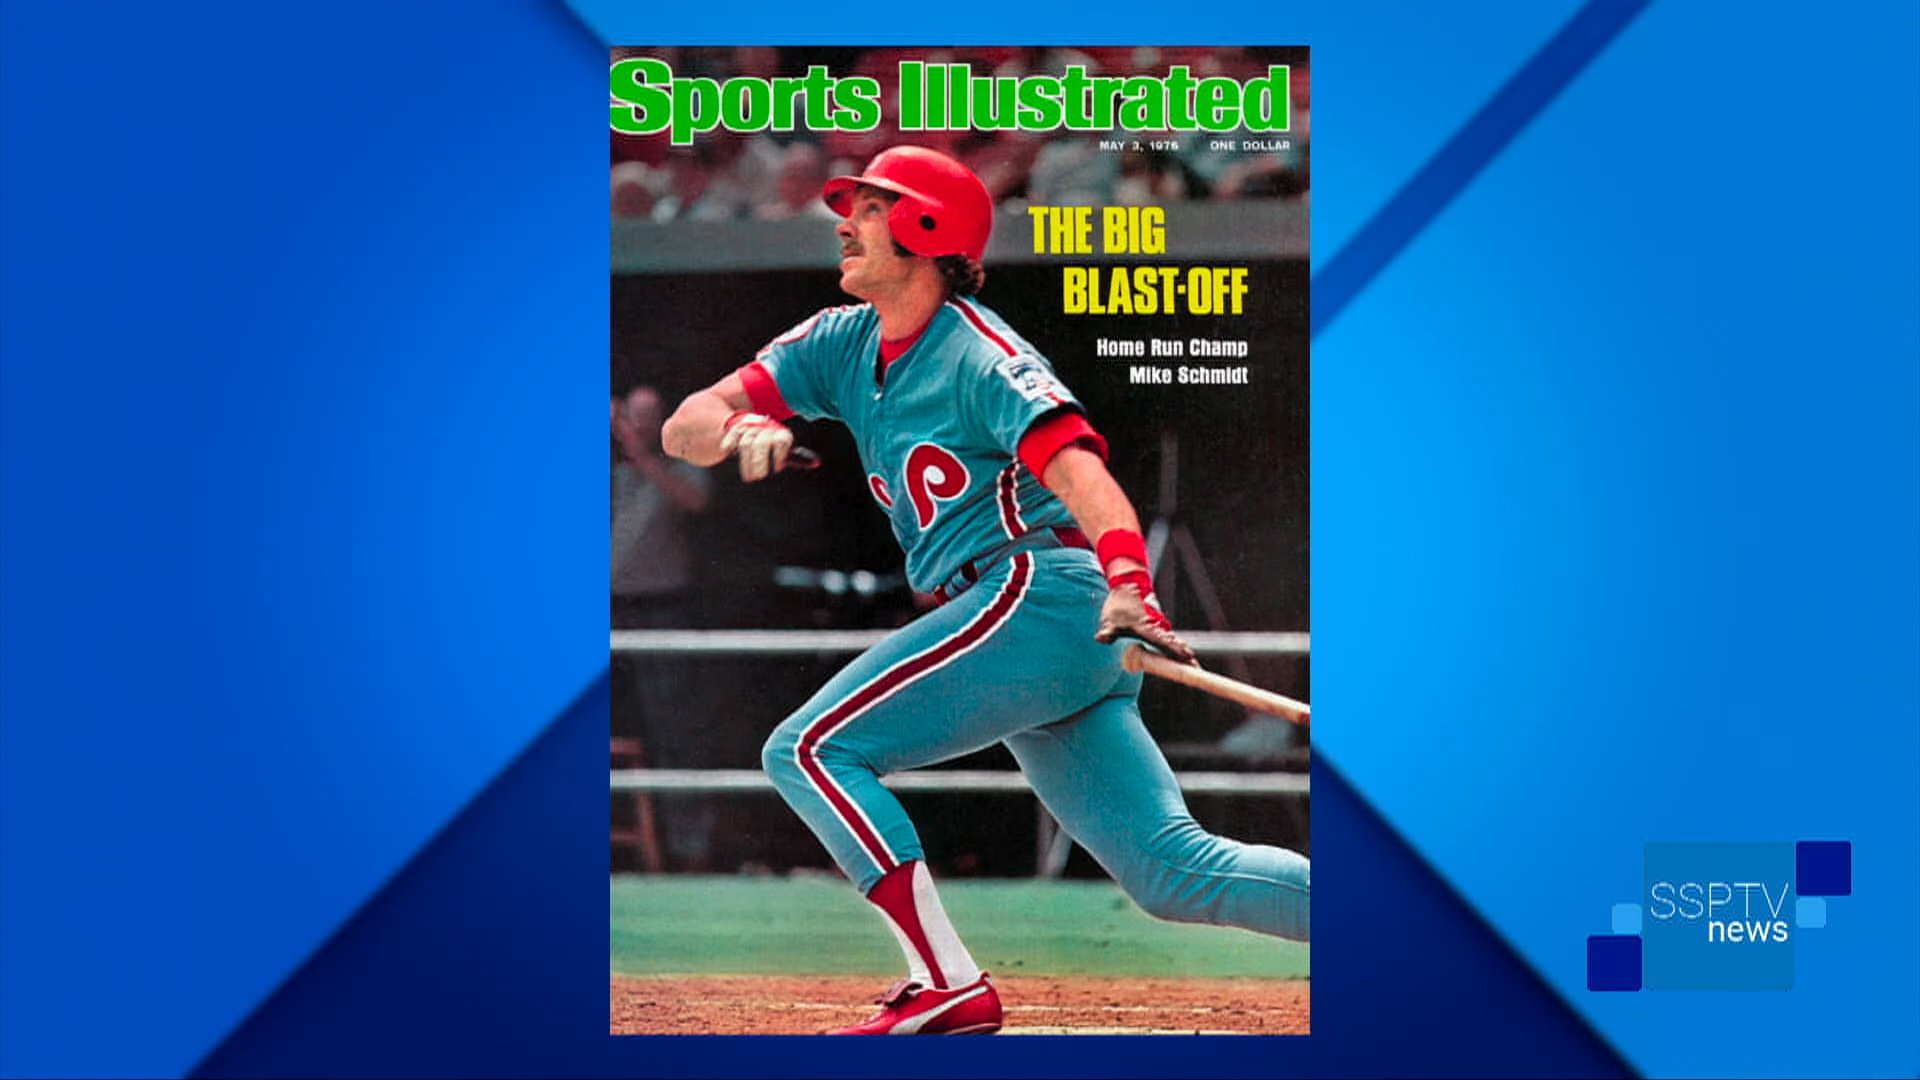 Sports Illustrated
MAY 3, 1976 ONE DOLLAR
THE BIG
BLAST-OFF
Home Run Champ
Mike Schmidt
P
SSPTV
news